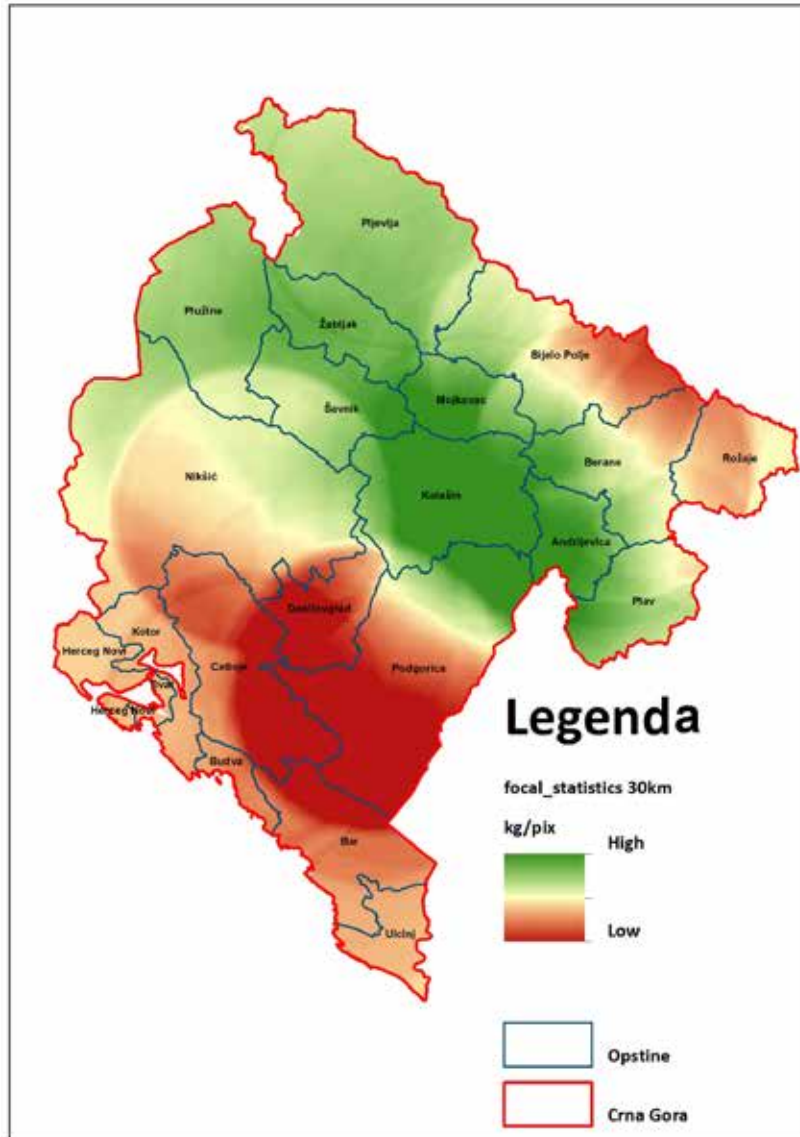 Pljevlja
Plužine
Žabljak
Bijelo Polje
Mojkovac
Šavnik
Berane
Rožaje
Nikšić
Kolašin
Andrijevica
Plav
Danilovgrad
Kotor
Herceg Novi
Cetinje
Podgorica
Tivat
Herceg Novi
Budva
Bar
Ulcinj
Legenda
focal_statistics 30km
kg/pix
High
Low
Opstine
Crna Gora